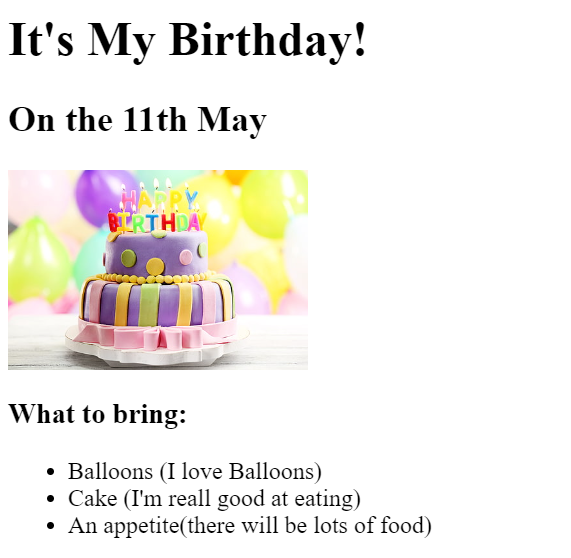 It's My Birthday!
On the 11th May
HAPPY
BIRTHDAY
What to bring:
Balloons (I love Balloons)
Cake (I'm reall good at eating)
An appetite(there will be lots of food)